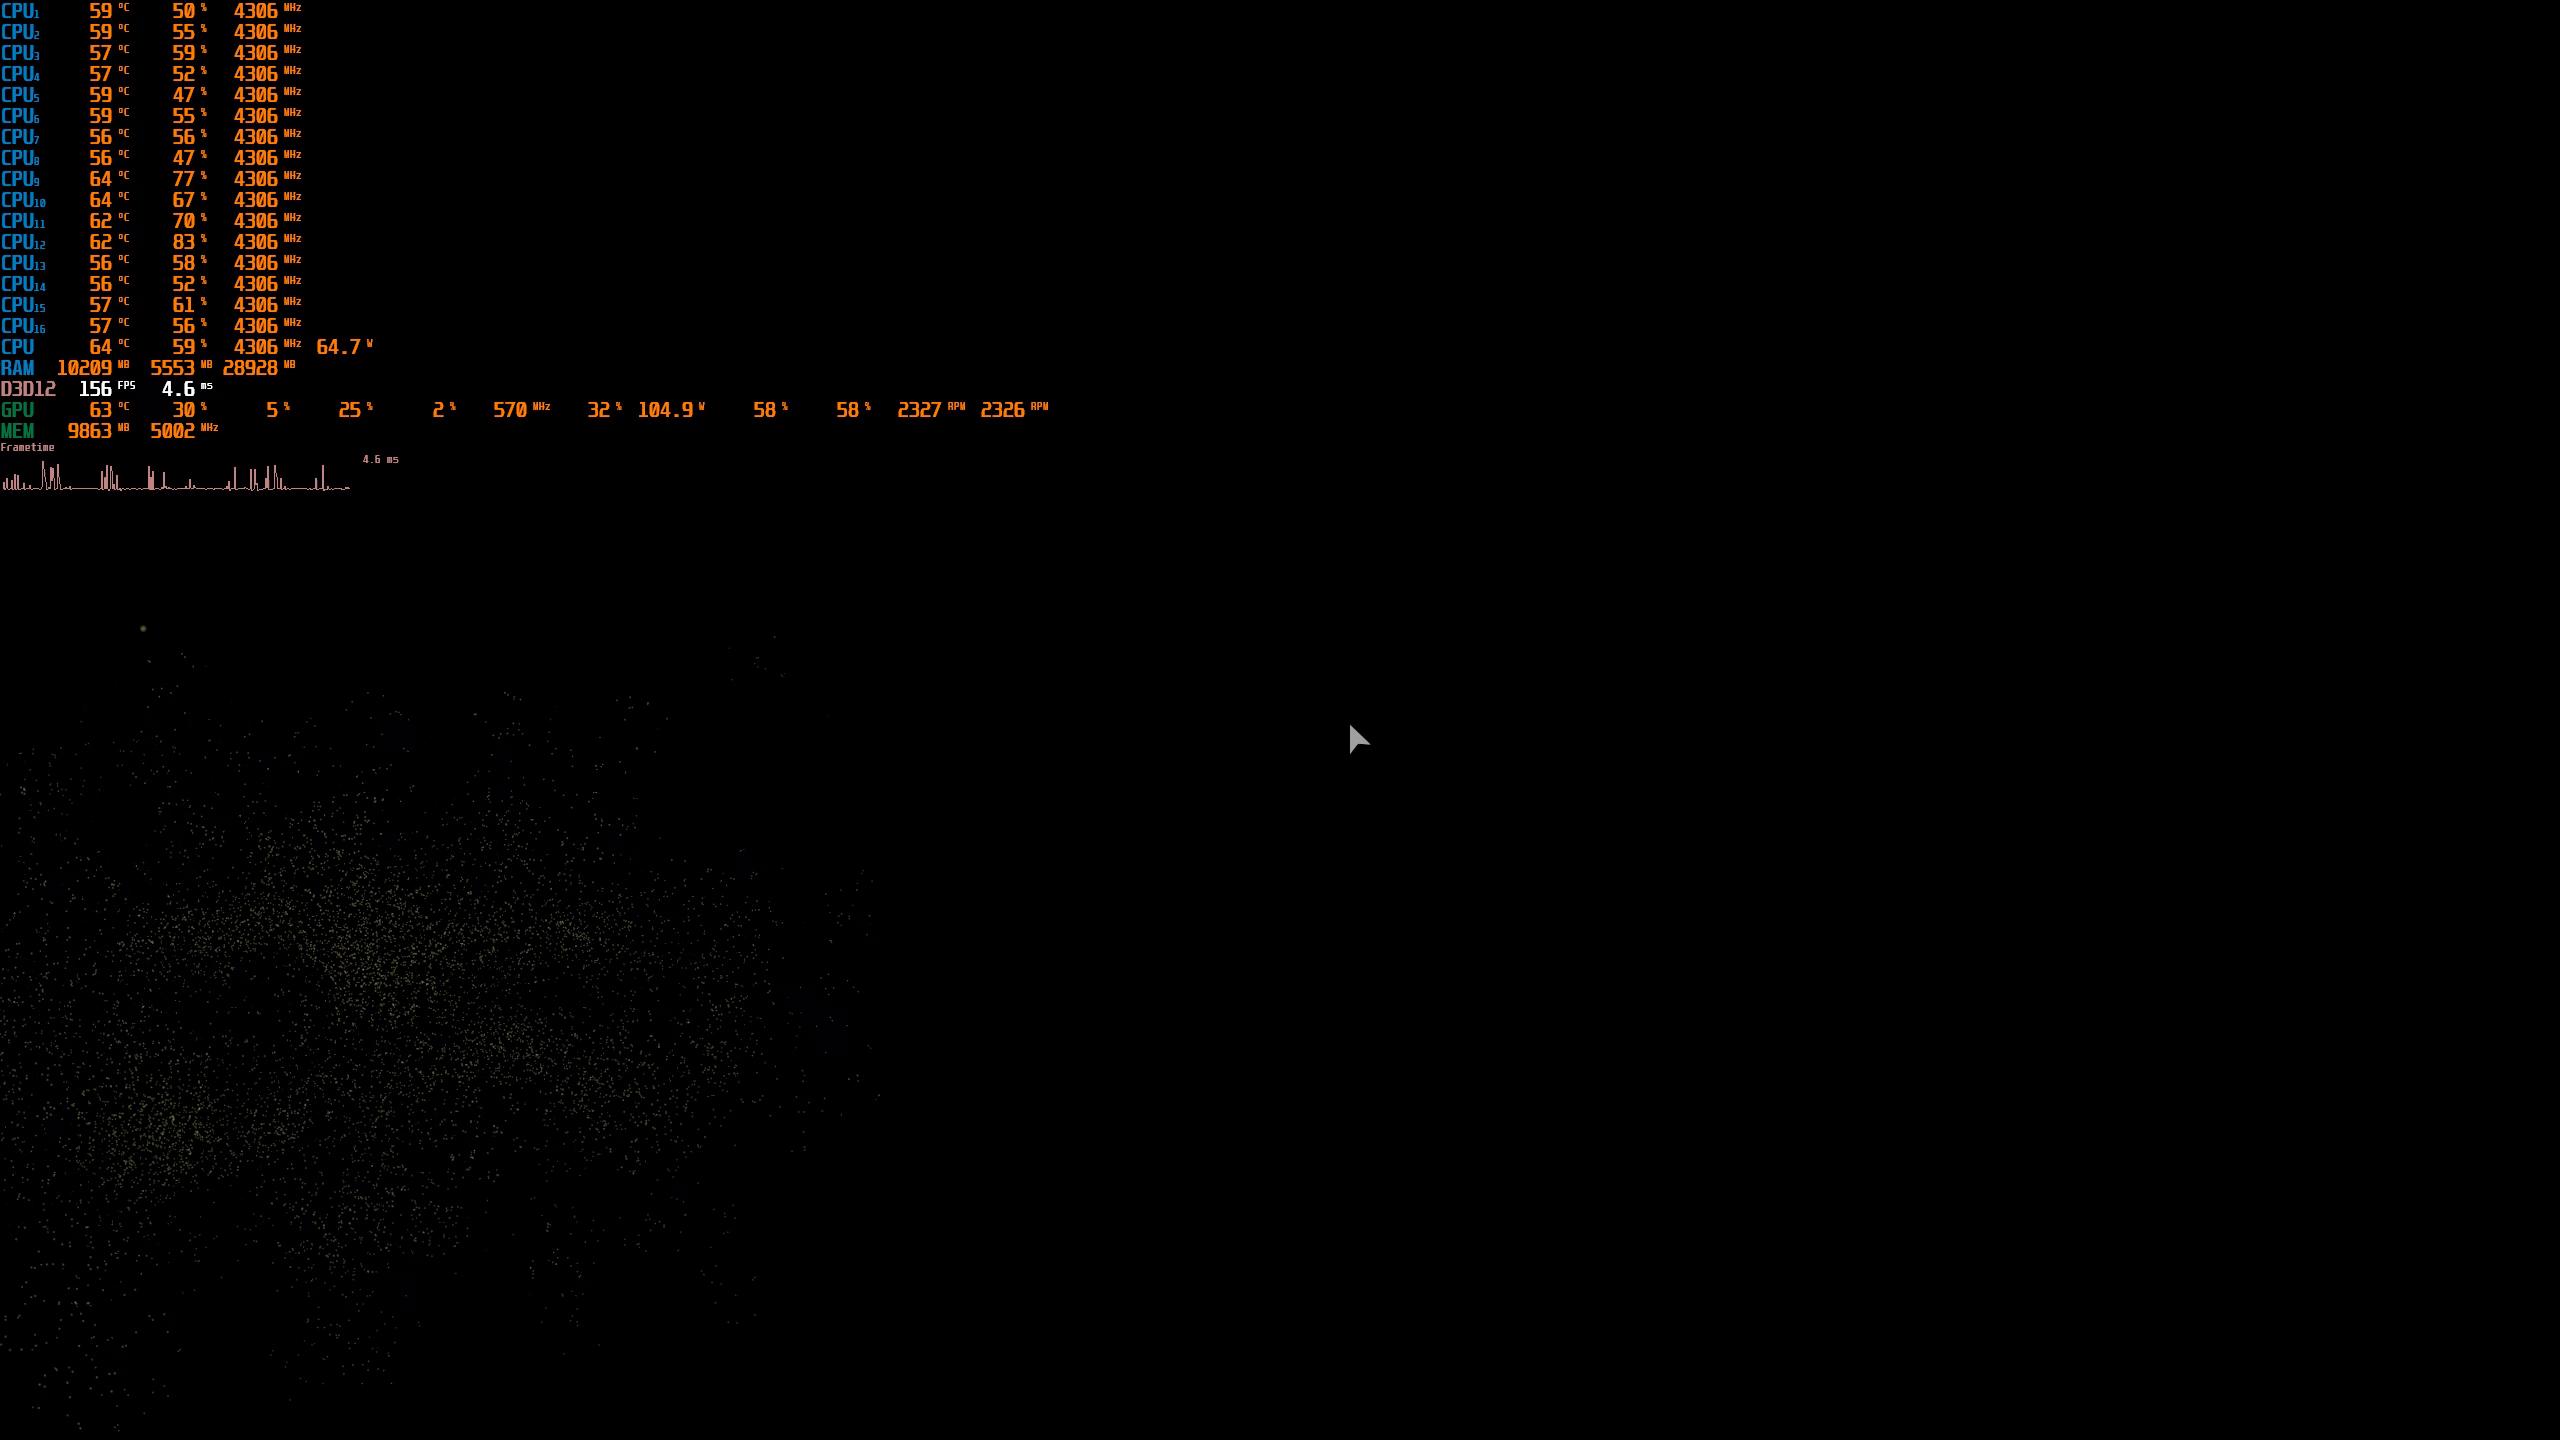 CPU1 59 °C 50 % 4306 MHz
CPU2 59 °C 55 % 4306 MHz
CPU3 57 °C 59 % 4306 MHz
CPU4 57 °C 52 % 4306 MHz
CPU5 59 °C 47 % 4306 MHz
CPU6 59 °C 55 % 4306 MHz
CPU7 56 °C 56 % 4306 MHz
CPU8 56 °C 47 % 4306 MHz
CPU9 64 °C 77 % 4306 MHz
CPU10 64 °C 67 % 4306 MHz
CPU11 62 °C 70 % 4306 MHz
CPU12 62 °C 83 % 4306 MHz
CPU13 56 °C 58 % 4306 MHz
CPU14 56 °C 52 % 4306 MHz
CPU15 57 °C 61 % 4306 MHz
CPU16 57 °C 56 % 4306 MHz
CPU 64 °C 59 % 4306 MHz 64.7 W
RAM 10209 MB 5553 MB 28928 MB
D3D12 156 FPS 4.6 ms
GPU 63 °C 30 % 5 % 25 % 2 % 570 MHz 32 % 104.9 W 58 % 58 % 2327 RPM 2326 RPM
MEM 9863 MB 5002 MHz
Frametime
4.6 ms